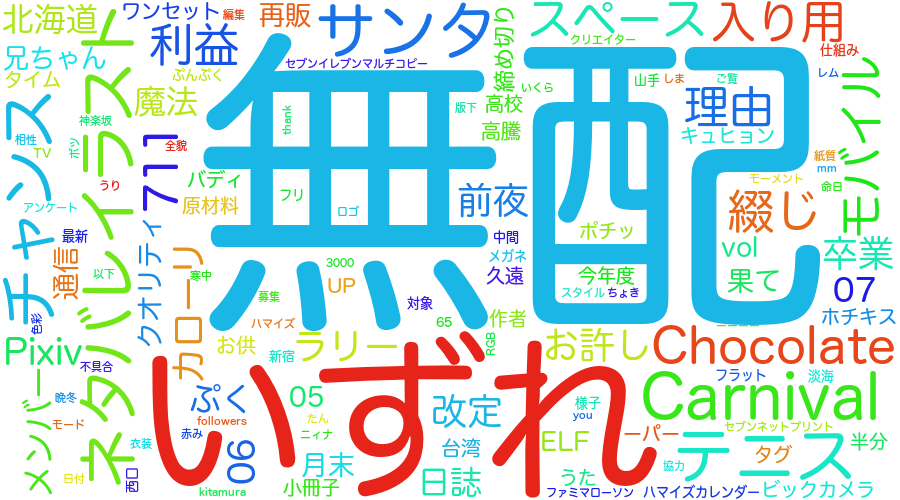 北海道
ワンセット
編集
再販
サンタ
締め切り
スペース
クリエイター
入り用
仕組み
兄ちゃん
利益
セブンイレブンマルチコピー
タイム
ぷんぷく
魔法
thank
版下
いくら
山手
しま
ご覧
レム
神楽坂
高校
理由
モバイル
無配
相性
TV
ポツ
711
全貌
高騰
キュヒョン
紙質
mm
チャンス
イラスト
うり
バディ
フリ
前夜
モーメント
命日
アンケート
原材料
ロゴ
ポチッ
綴じ
最新
通信
クオリティ
中間
メガネ
vol
卒業
以下
カロリー
寒中
3000
UP
久遠
今年度
果て
募集
対象
スタイル
ちょき
07
色彩
ハマイズ
65
作者
ホチキス
Pixiv
ネタバレ
お供
新宿
ラリー
RGB
お許し
Chocolate
不具合
いずれ
フラット
淡海
メンバー
晩冬
ぷく
05
改定
Carnival
モード
followers
たん
様子
you
セブンネットプリント
衣装
赤み
06
ニィナ
台湾
ELF
ーパー
テニス
半分
日付
西口
月末
日誌
うた
協力
タグ
kitamura
小冊子
ファミマローソン
ハマイズカレンダー
ビックカメラ